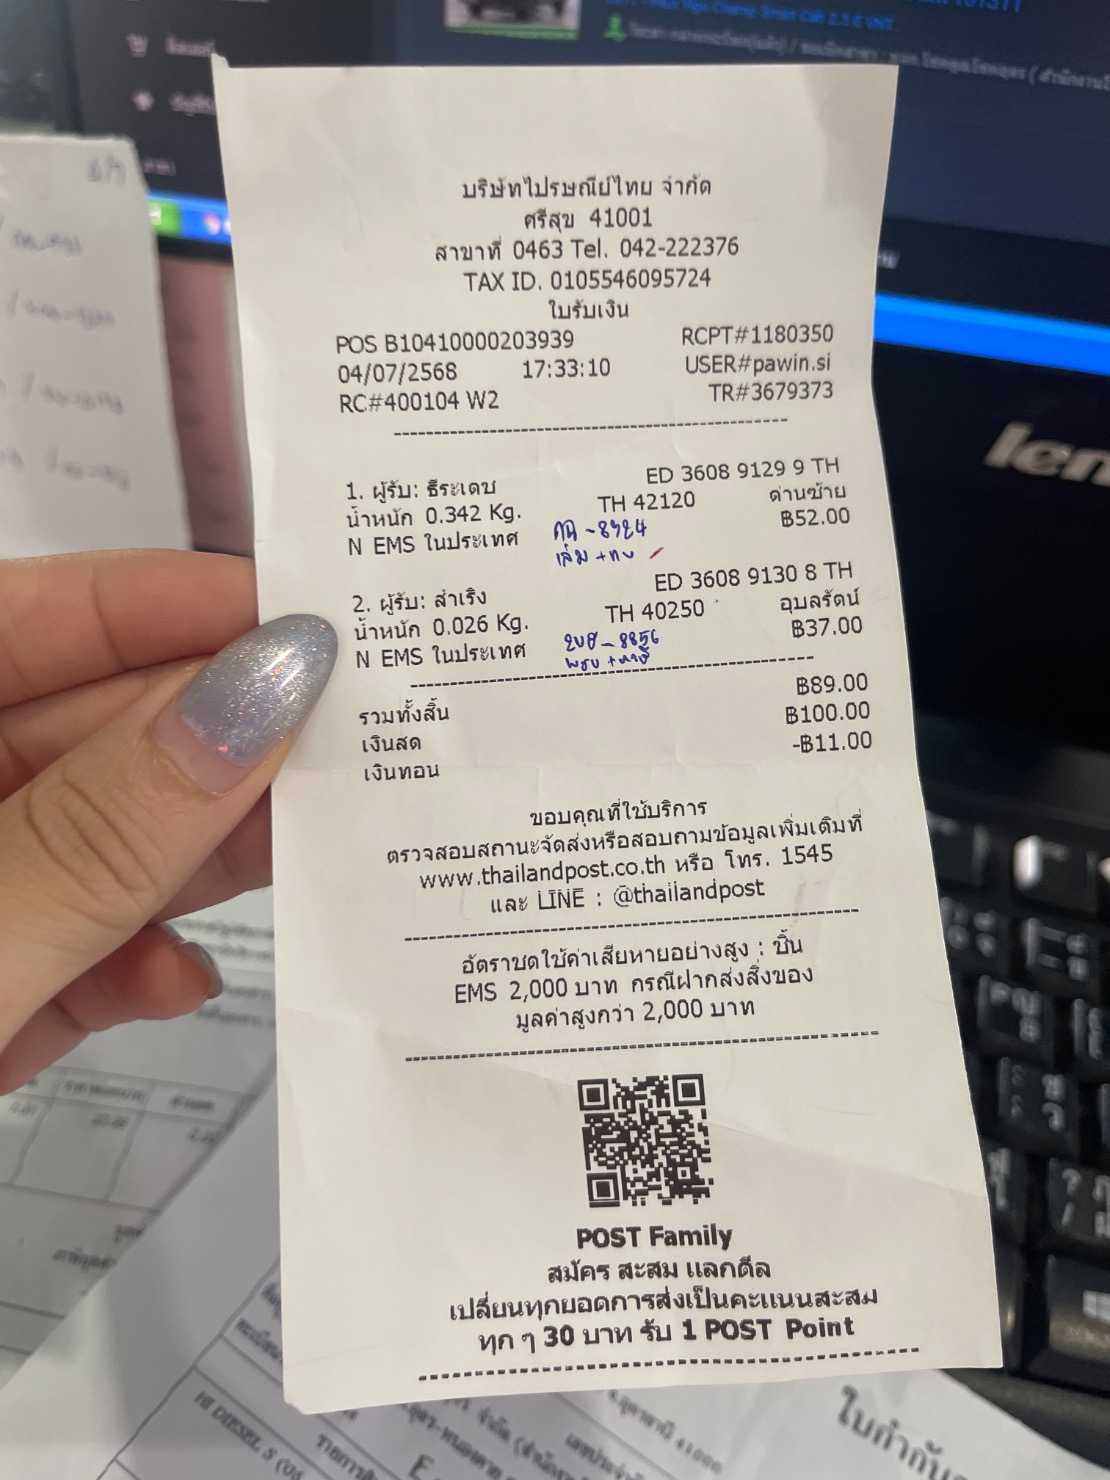 บริษัทไปรษณีย์ไทย จำกัด
ศรีสุข 41001
สาขาที่ 0463 Tel. 042-222376
TAX ID. 0105546095724
ใบรับเงิน
POS B10410000203939 RCPT#1180350
04/07/2568 17:33:10 USER#pawin.si
RC#400104 W2 TR#3679373
1. ผู้รับ: ธีระเดช ED 3608 9129 9 TH
น้ำหนัก 0.342 Kg. TH 42120 ด่านซ้าย
N EMS ในประเทศ ฿52.00
เล่ม + ทบ
2. ผู้รับ: สำเริง ED 3608 9130 8 TH
น้ำหนัก 0.026 Kg. TH 40250 อุบลรัตน์
N EMS ในประเทศ ฿37.00
รวมทั้งสิ้น ฿89.00
เงินสด ฿100.00
เงินทอน -฿11.00
ขอบคุณที่ใช้บริการ
ตรวจสอบสถานะจัดส่งหรือสอบถามข้อมูลเพิ่มเติมที่
www.thailandpost.co.th หรือ โทร. 1545
และ LINE : @thailandpost
อัตราชดใช้ค่าเสียหายอย่างสูง : ชิ้น
EMS 2,000 บาท กรณีฝากส่งสิ่งของ
มูลค่าสูงกว่า 2,000 บาท
POST Family
สมัคร สะสม แลกดีล
เปลี่ยนทุกยอดการส่งเป็นคะแนนสะสม
ทุก ๆ 30 บาท รับ 1 POST Point
len
HI DIESEL S